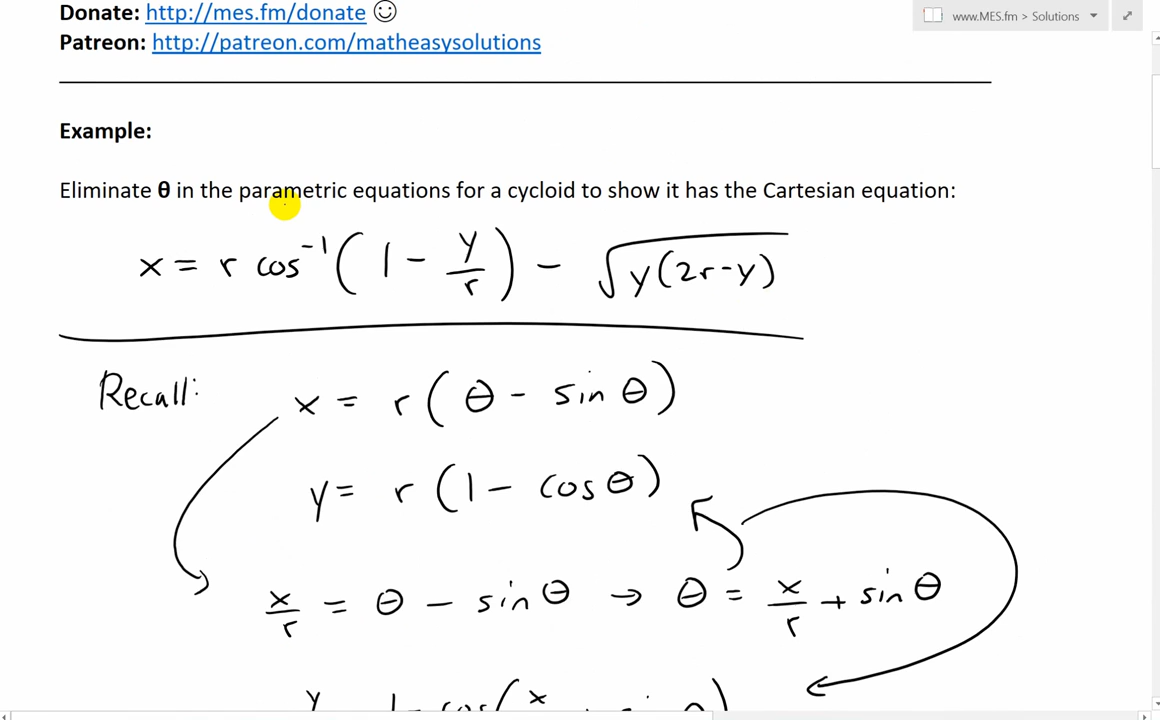 www.MES.fm > Solutions
Donate: http://mes.fm/donate ☺
Patreon: http://patreon.com/matheasysolutions
Example:
Eliminate θ in the parametric equations for a cycloid to show it has the Cartesian equation:
x = r cos⁻¹(1 - y/r) - √(y(2r-y))
Recall: x = r(θ - sin θ)
y = r(1 - cos θ)
x/r = θ - sin θ → θ = x/r + sin θ